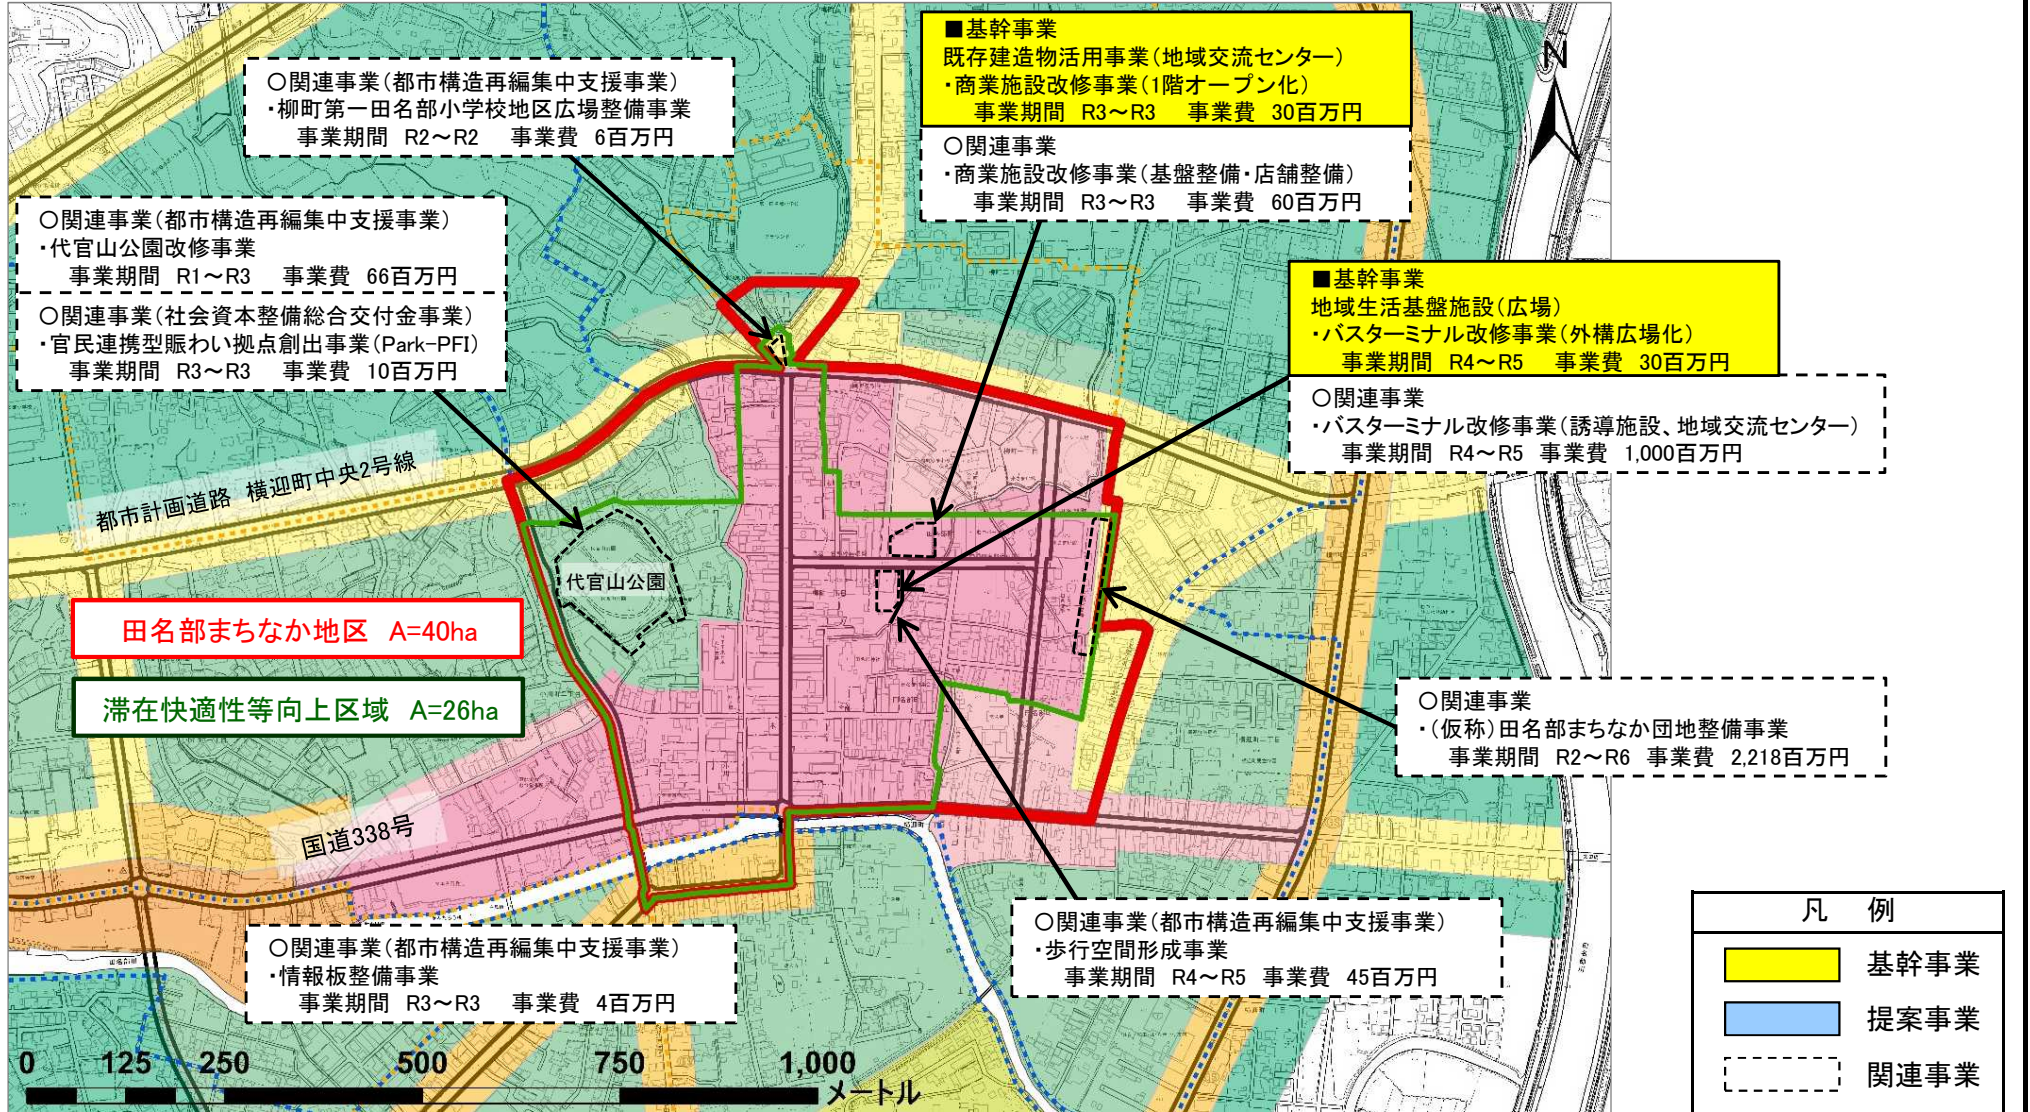 ■基幹事業
既存建造物活用事業(地域交流センター)
・商業施設改修事業(1階オープン化)
事業期間 R3～R3 事業費 30百万円
○関連事業
・商業施設改修事業(基盤整備・店舗整備)
事業期間 R3～R3 事業費 60百万円
N
○関連事業(都市構造再編集中支援事業)
・柳町第一田名部小学校地区広場整備事業
事業期間 R2～R2 事業費 6百万円
○関連事業(都市構造再編集中支援事業)
・代官山公園改修事業
事業期間 R1～R3 事業費 66百万円
○関連事業(社会資本整備総合交付金事業)
・官民連携型賑わい拠点創出事業(Park-PFI)
事業期間 R3～R3 事業費 10百万円
■基幹事業
地域生活基盤施設(広場)
・バスターミナル改修事業(外構広場化)
事業期間 R4～R5 事業費 30百万円
○関連事業
・バスターミナル改修事業(誘導施設、地域交流センター)
事業期間 R4～R5 事業費 1,000百万円
都市計画道路 横迎町中央2号線
代官山公園
田名部まちなか地区 A=40ha
滞在快適性等向上区域 A=26ha
○関連事業
・(仮称)田名部まちなか団地整備事業
事業期間 R2～R6 事業費 2,218百万円
国道338号
○関連事業(都市構造再編集中支援事業)
・情報板整備事業
事業期間 R3～R3 事業費 4百万円
○関連事業(都市構造再編集中支援事業)
・歩行空間形成事業
事業期間 R4～R5 事業費 45百万円
0 125 250 500 750 1,000
メートル
凡 例
基幹事業
提案事業
関連事業